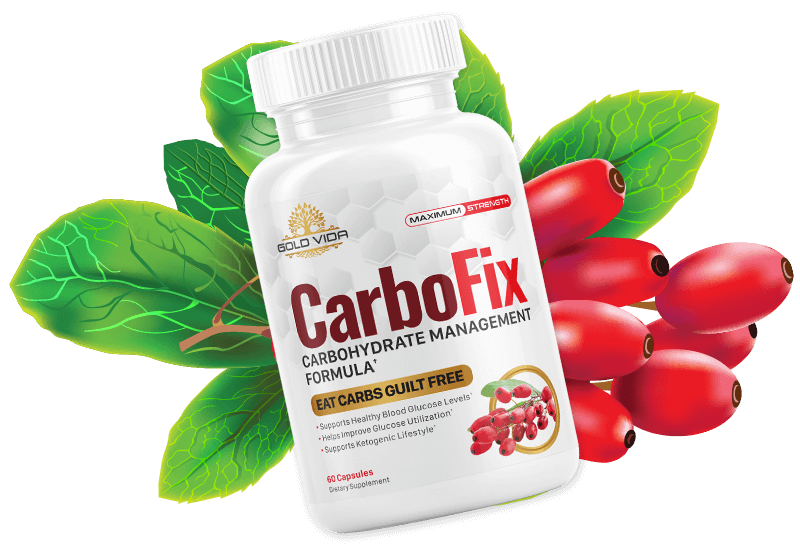 GOLD VIDA
MAXIMUM STRENGTH
CarboFix
CARBOHYDRATE MANAGEMENT
FORMULA†
EAT CARBS GUILT FREE
• Supports Healthy Blood Glucose Levels†
• Helps Improve Glucose Utilization†
• Supports Ketogenic Lifestyle†
60 Capsules
Dietary Supplement